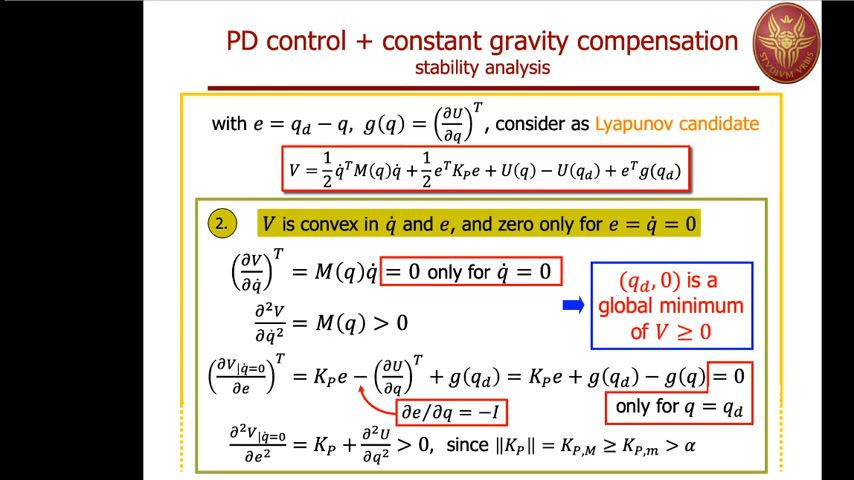 PD control + constant gravity compensation
stability analysis
STVDIVM VRBIS
with e = q_d − q, g(q) = (∂U/∂q)^T, consider as Lyapunov candidate
V = 1/2 q̇^T M(q)q̇ + 1/2 e^T K_P e + U(q) − U(q_d) + e^T g(q_d)
2. V is convex in q̇ and e, and zero only for e = q̇ = 0
(∂V/∂q̇)^T = M(q)q̇ = 0 only for q̇ = 0
∂²V/∂q̇² = M(q) > 0
(q_d, 0) is a
global minimum
of V ≥ 0
(∂V_{|q̇=0}/∂e)^T = K_P e − (∂U/∂q)^T + g(q_d) = K_P e + g(q_d) − g(q) = 0
∂e/∂q = −I
only for q = q_d
∂²V_{|q̇=0}/∂e² = K_P + ∂²U/∂q² > 0, since ‖K_P‖ = K_{P,M} ≥ K_{P,m} > α